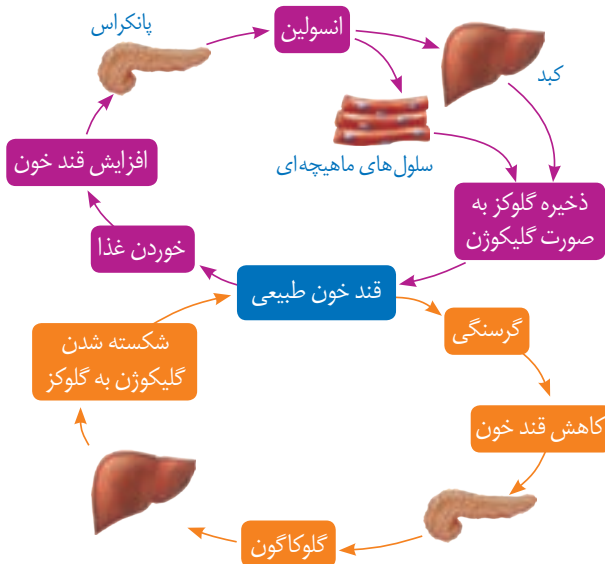 پانکراس
انسولین
کبد
سلول‌های ماهیچه‌ای
افزایش قند خون
ذخیره گلوکز به
صورت گلیکوژن
خوردن غذا
قند خون طبیعی
گرسنگی
شکسته شدن
گلیکوژن به گلوکز
کاهش قند خون
گلوکاگون